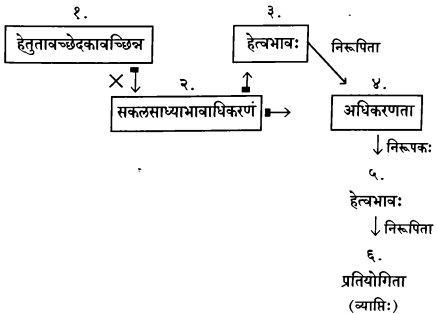 १.
हेतुतावच्छेदकावच्छिन्न
२.
सकलसाध्याभावाधिकरणं
३.
हेत्वभावः
निरूपिता
४.
अधिकरणता
निरूपकः
५.
हेत्वभावः
निरूपिता
६.
प्रतियोगिता
(व्याप्तिः)